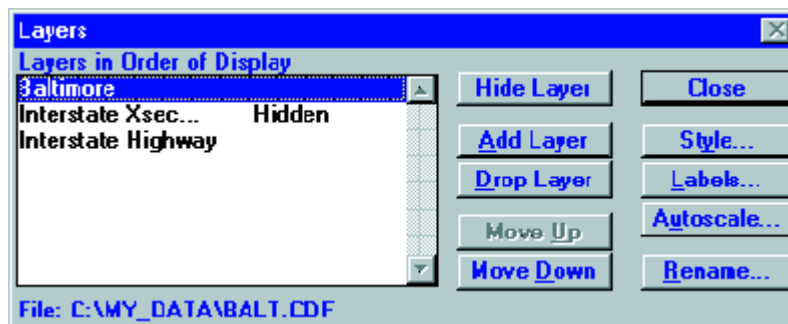 Layers
Layers in Order of Display
Baltimore
Interstate Xsec... Hidden
Interstate Highway
Hide Layer
Close
Add Layer
Style...
Drop Layer
Labels...
Move Up
Autoscale...
Move Down
Rename...
File: C:\MY_DATA\BALT.CDF